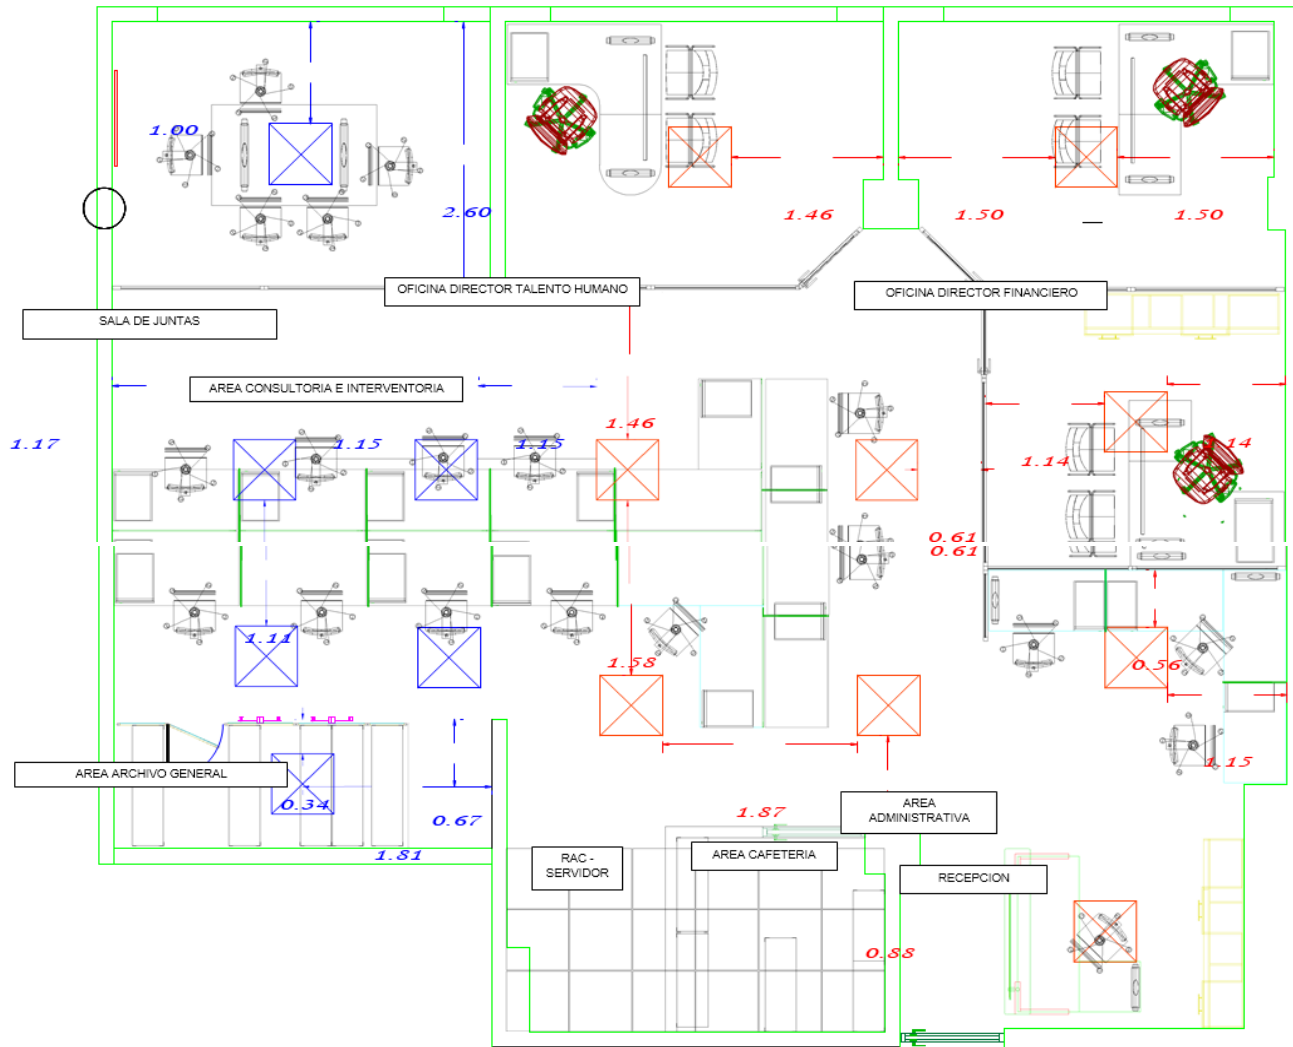 1.00
2.60
1.46
1.50
1.50
OFICINA DIRECTOR TALENTO HUMANO
OFICINA DIRECTOR FINANCIERO
SALA DE JUNTAS
AREA CONSULTORIA E INTERVENTORIA
1.17
1.15
1.15
1.46
1.14
14
0.61
0.61
1.11
1.58
0.56
AREA ARCHIVO GENERAL
1.15
0.34
0.67
1.87
AREA
ADMINISTRATIVA
1.81
RAC -
SERVIDOR
AREA CAFETERIA
RECEPCION
0.88